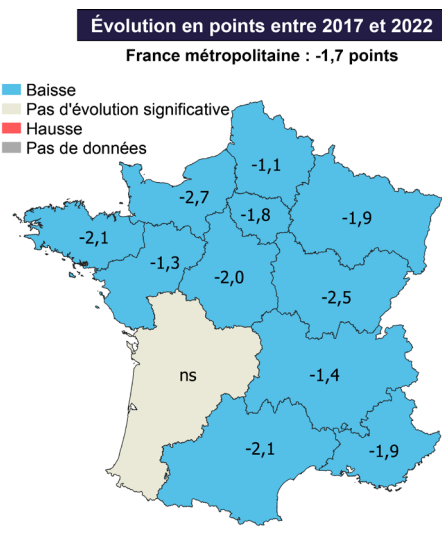 Évolution en points entre 2017 et 2022
France métropolitaine : -1,7 points
Baisse
Pas d'évolution significative
Hausse
Pas de données
-1,1
-2,7
-1,8
-1,9
-2,1
-1,3
-2,0
-2,5
ns
-1,4
-2,1
-1,9